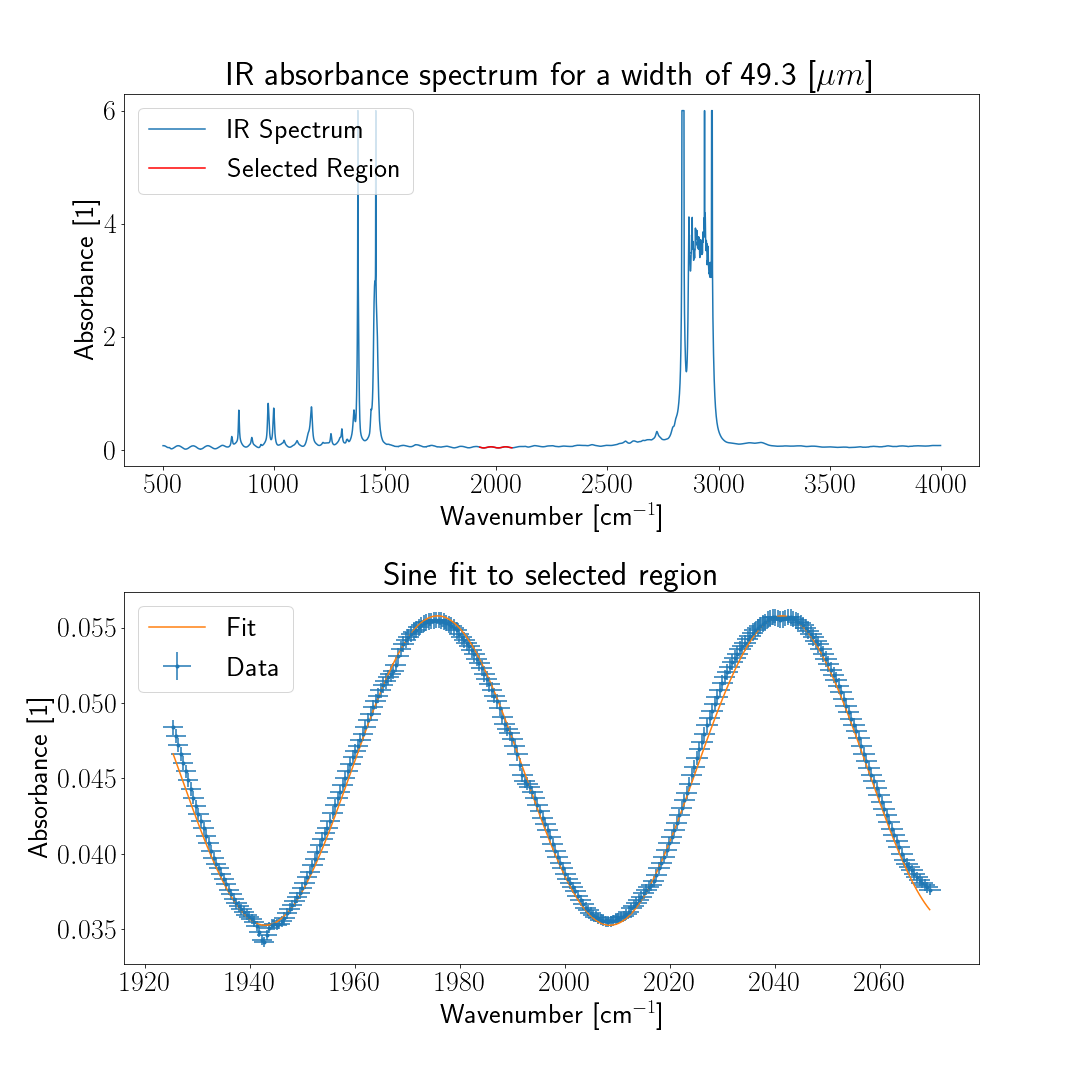 IR absorbance spectrum for a width of 49.3 [μm]
6
4
2
0
Absorbance [1]
IR Spectrum
Selected Region
500 1000 1500 2000 2500 3000 3500 4000
Wavenumber [cm⁻¹]
Sine fit to selected region
0.055
0.050
0.045
0.040
0.035
Absorbance [1]
Fit
Data
1920 1940 1960 1980 2000 2020 2040 2060
Wavenumber [cm⁻¹]